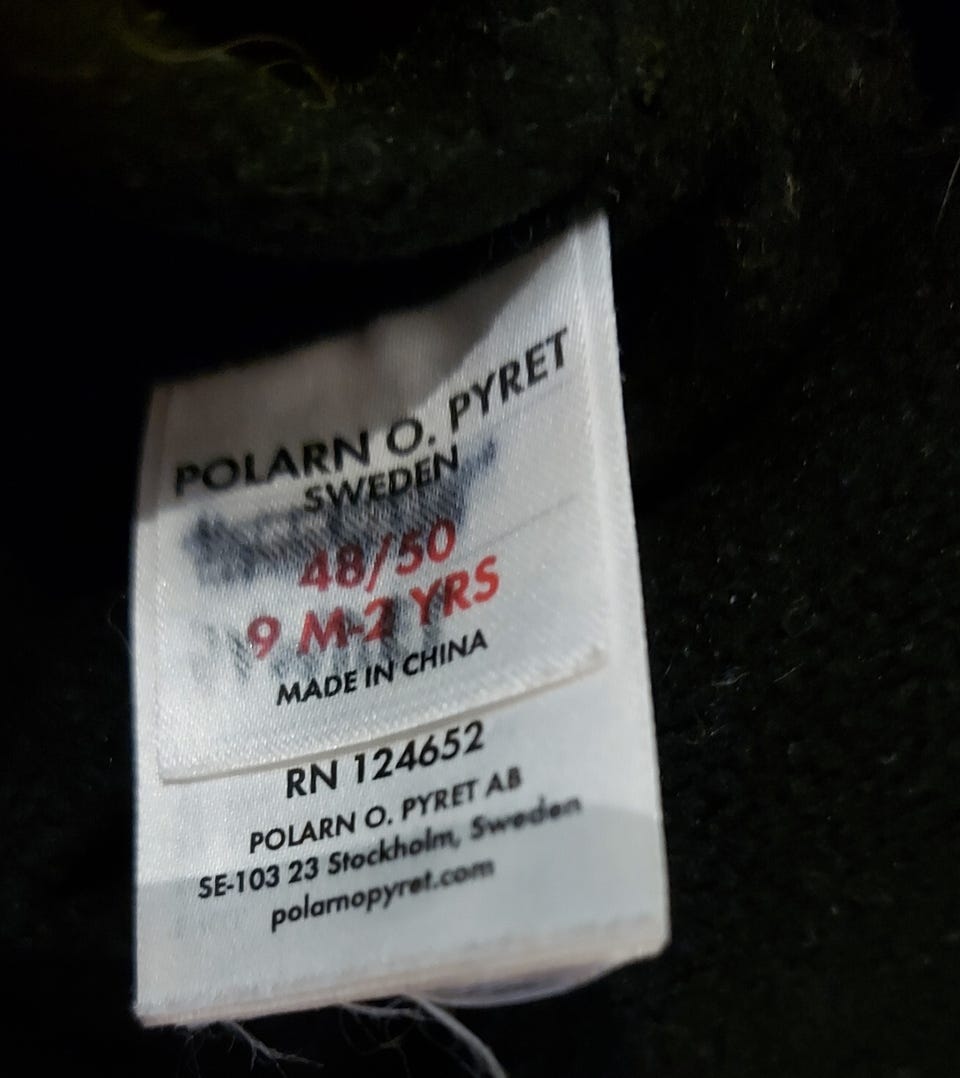 POLARN O. PYRET
SWEDEN
48/50
9 M-2 YRS
MADE IN CHINA
RN 124652
POLARN O. PYRET AB
SE-103 23 Stockholm, Sweden
polarnopyret.com